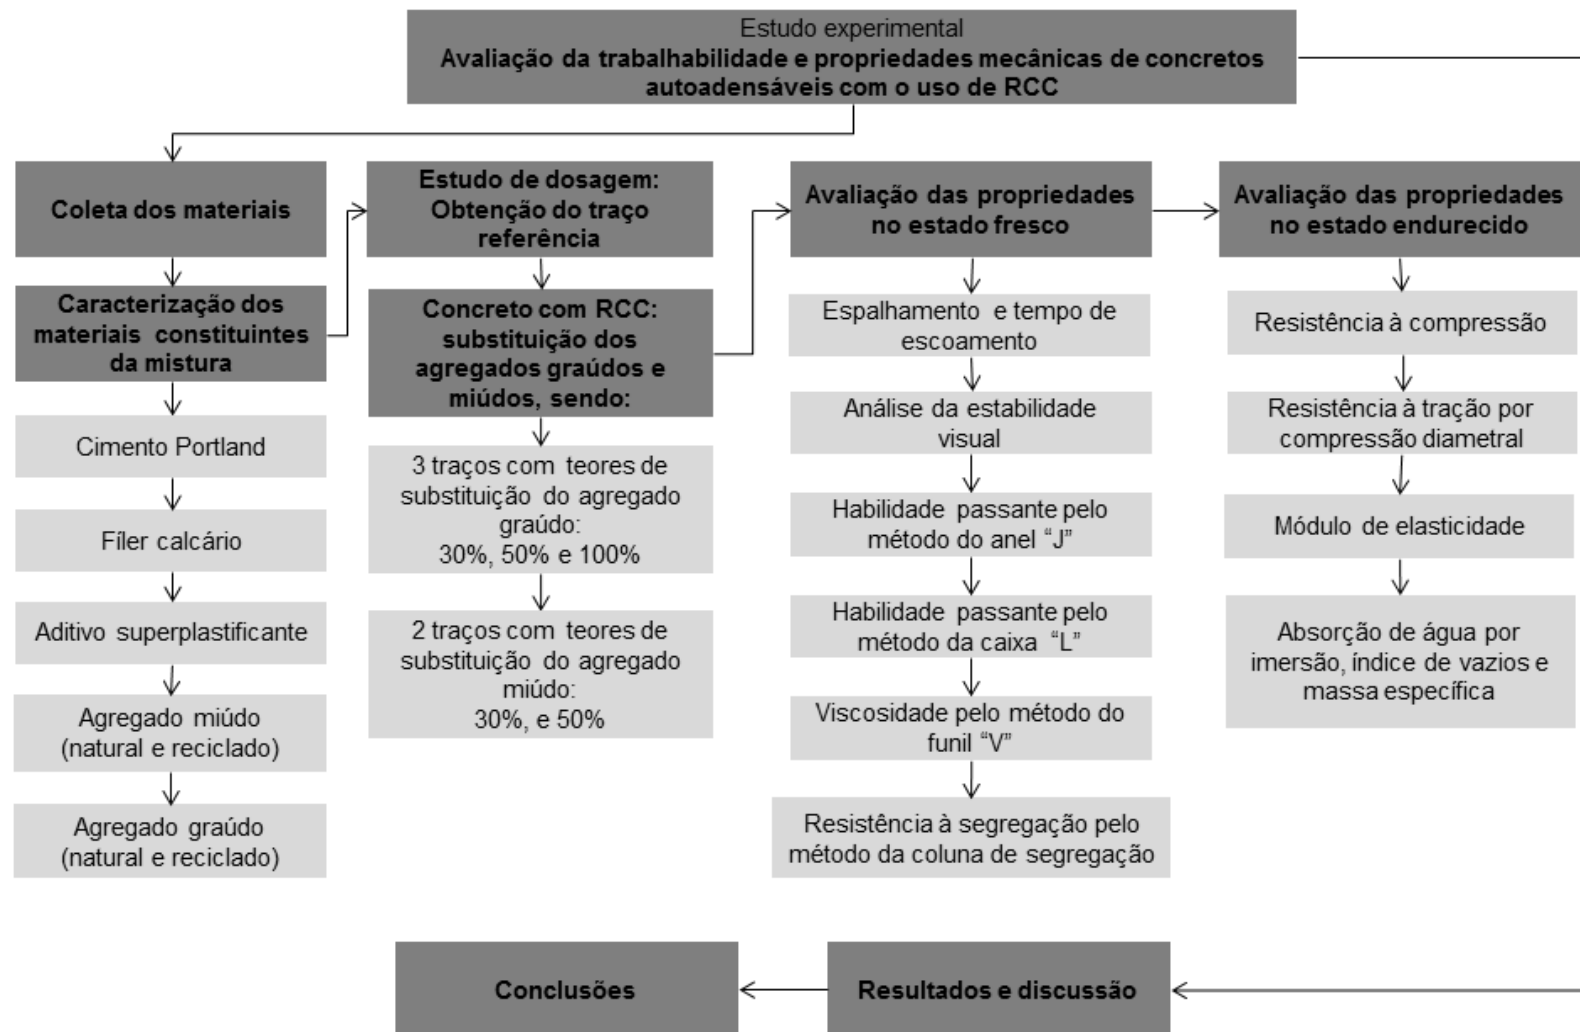 Estudo experimental
Avaliação da trabalhabilidade e propriedades mecânicas de concretos
autoadensáveis com o uso de RCC
Coleta dos materiais
Caracterização dos
materiais constituintes
da mistura
Cimento Portland
Fíler calcário
Aditivo superplastificante
Agregado miúdo
(natural e reciclado)
Agregado graúdo
(natural e reciclado)
Estudo de dosagem:
Obtenção do traço
referência
Concreto com RCC:
substituição dos
agregados graúdos e
miúdos, sendo:
3 traços com teores de
substituição do agregado
graúdo:
30%, 50% e 100%
2 traços com teores de
substituição do agregado
miúdo:
30%, e 50%
Avaliação das propriedades
no estado fresco
Espalhamento e tempo de
escoamento
Análise da estabilidade
visual
Habilidade passante pelo
método do anel “J”
Habilidade passante pelo
método da caixa “L”
Viscosidade pelo método do
funil “V”
Resistência à segregação pelo
método da coluna de segregação
Avaliação das propriedades
no estado endurecido
Resistência à compressão
Resistência à tração por
compressão diametral
Módulo de elasticidade
Absorção de água por
imersão, índice de vazios e
massa específica
Conclusões
Resultados e discussão